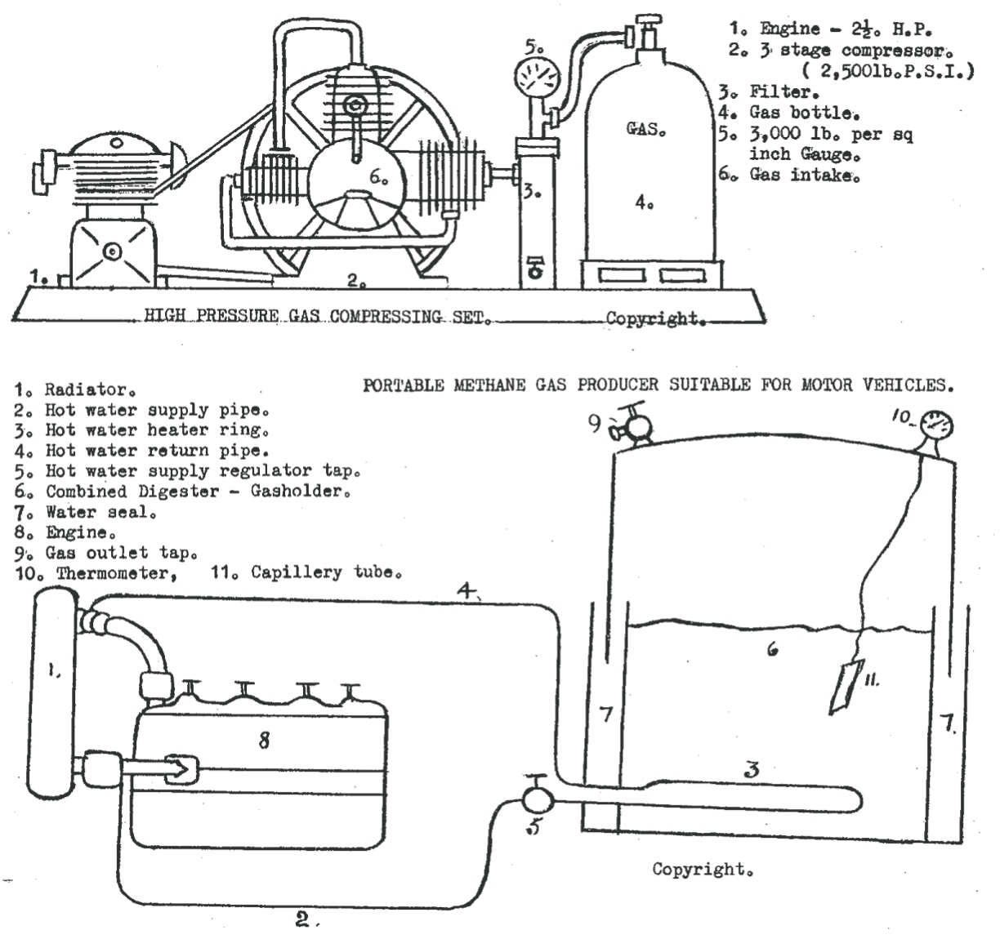 1. Engine - 2½. H.P.
2. 3 stage compressor.
( 2,500lb.P.S.I.)
3. Filter.
4. Gas bottle.
5. 3,000 lb. per sq
inch Gauge.
6. Gas intake.
5.
GAS.
6.
3.
4.
1.
2.
HIGH PRESSURE GAS COMPRESSING SET.
Copyright.
PORTABLE METHANE GAS PRODUCER SUITABLE FOR MOTOR VEHICLES.
1. Radiator.
2. Hot water supply pipe.
3. Hot water heater ring.
4. Hot water return pipe.
5. Hot water supply regulator tap.
6. Combined Digester - Gasholder.
7. Water seal.
8. Engine.
9. Gas outlet tap.
10. Thermometer, 11. Capillery tube.
9
10
4.
6
1.
11.
7
7.
8
3
5
Copyright.
2.